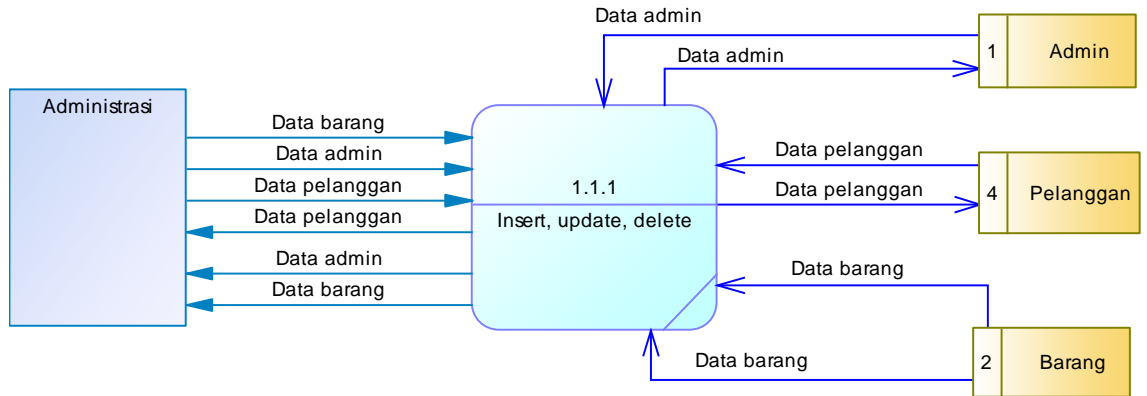 Data admin
Data admin
1
Admin
Administrasi
Data barang
Data admin
Data pelanggan
Data pelanggan
Data admin
Data barang
1.1.1
Insert, update, delete
Data pelanggan
Data pelanggan
4
Pelanggan
Data barang
Data barang
2
Barang